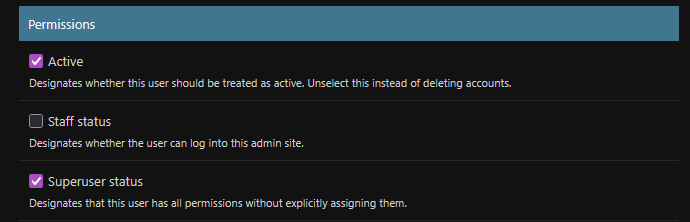 Permissions
Active
Designates whether this user should be treated as active. Unselect this instead of deleting accounts.
Staff status
Designates whether the user can log into this admin site.
Superuser status
Designates that this user has all permissions without explicitly assigning them.